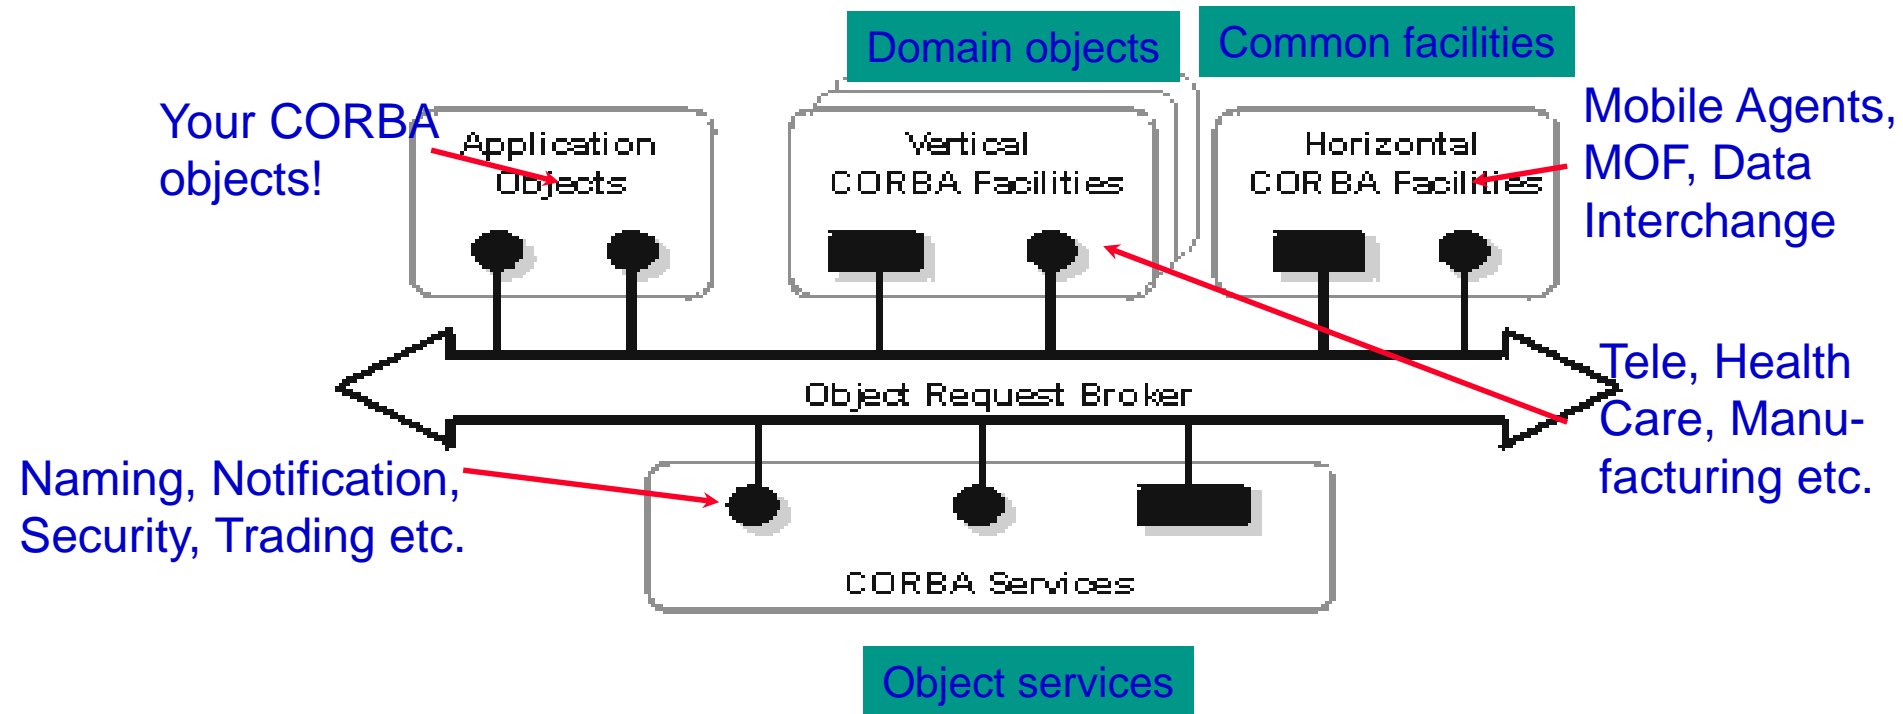 Domain objects
Common facilities
Your CORBA
objects!
Application
Objects
Vertical
CORBA Facilities
Horizontal
CORBA Facilities
Mobile Agents,
MOF, Data
Interchange
Object Request Broker
Tele, Health
Care, Manu-
facturing etc.
Naming, Notification,
Security, Trading etc.
CORBA Services
Object services